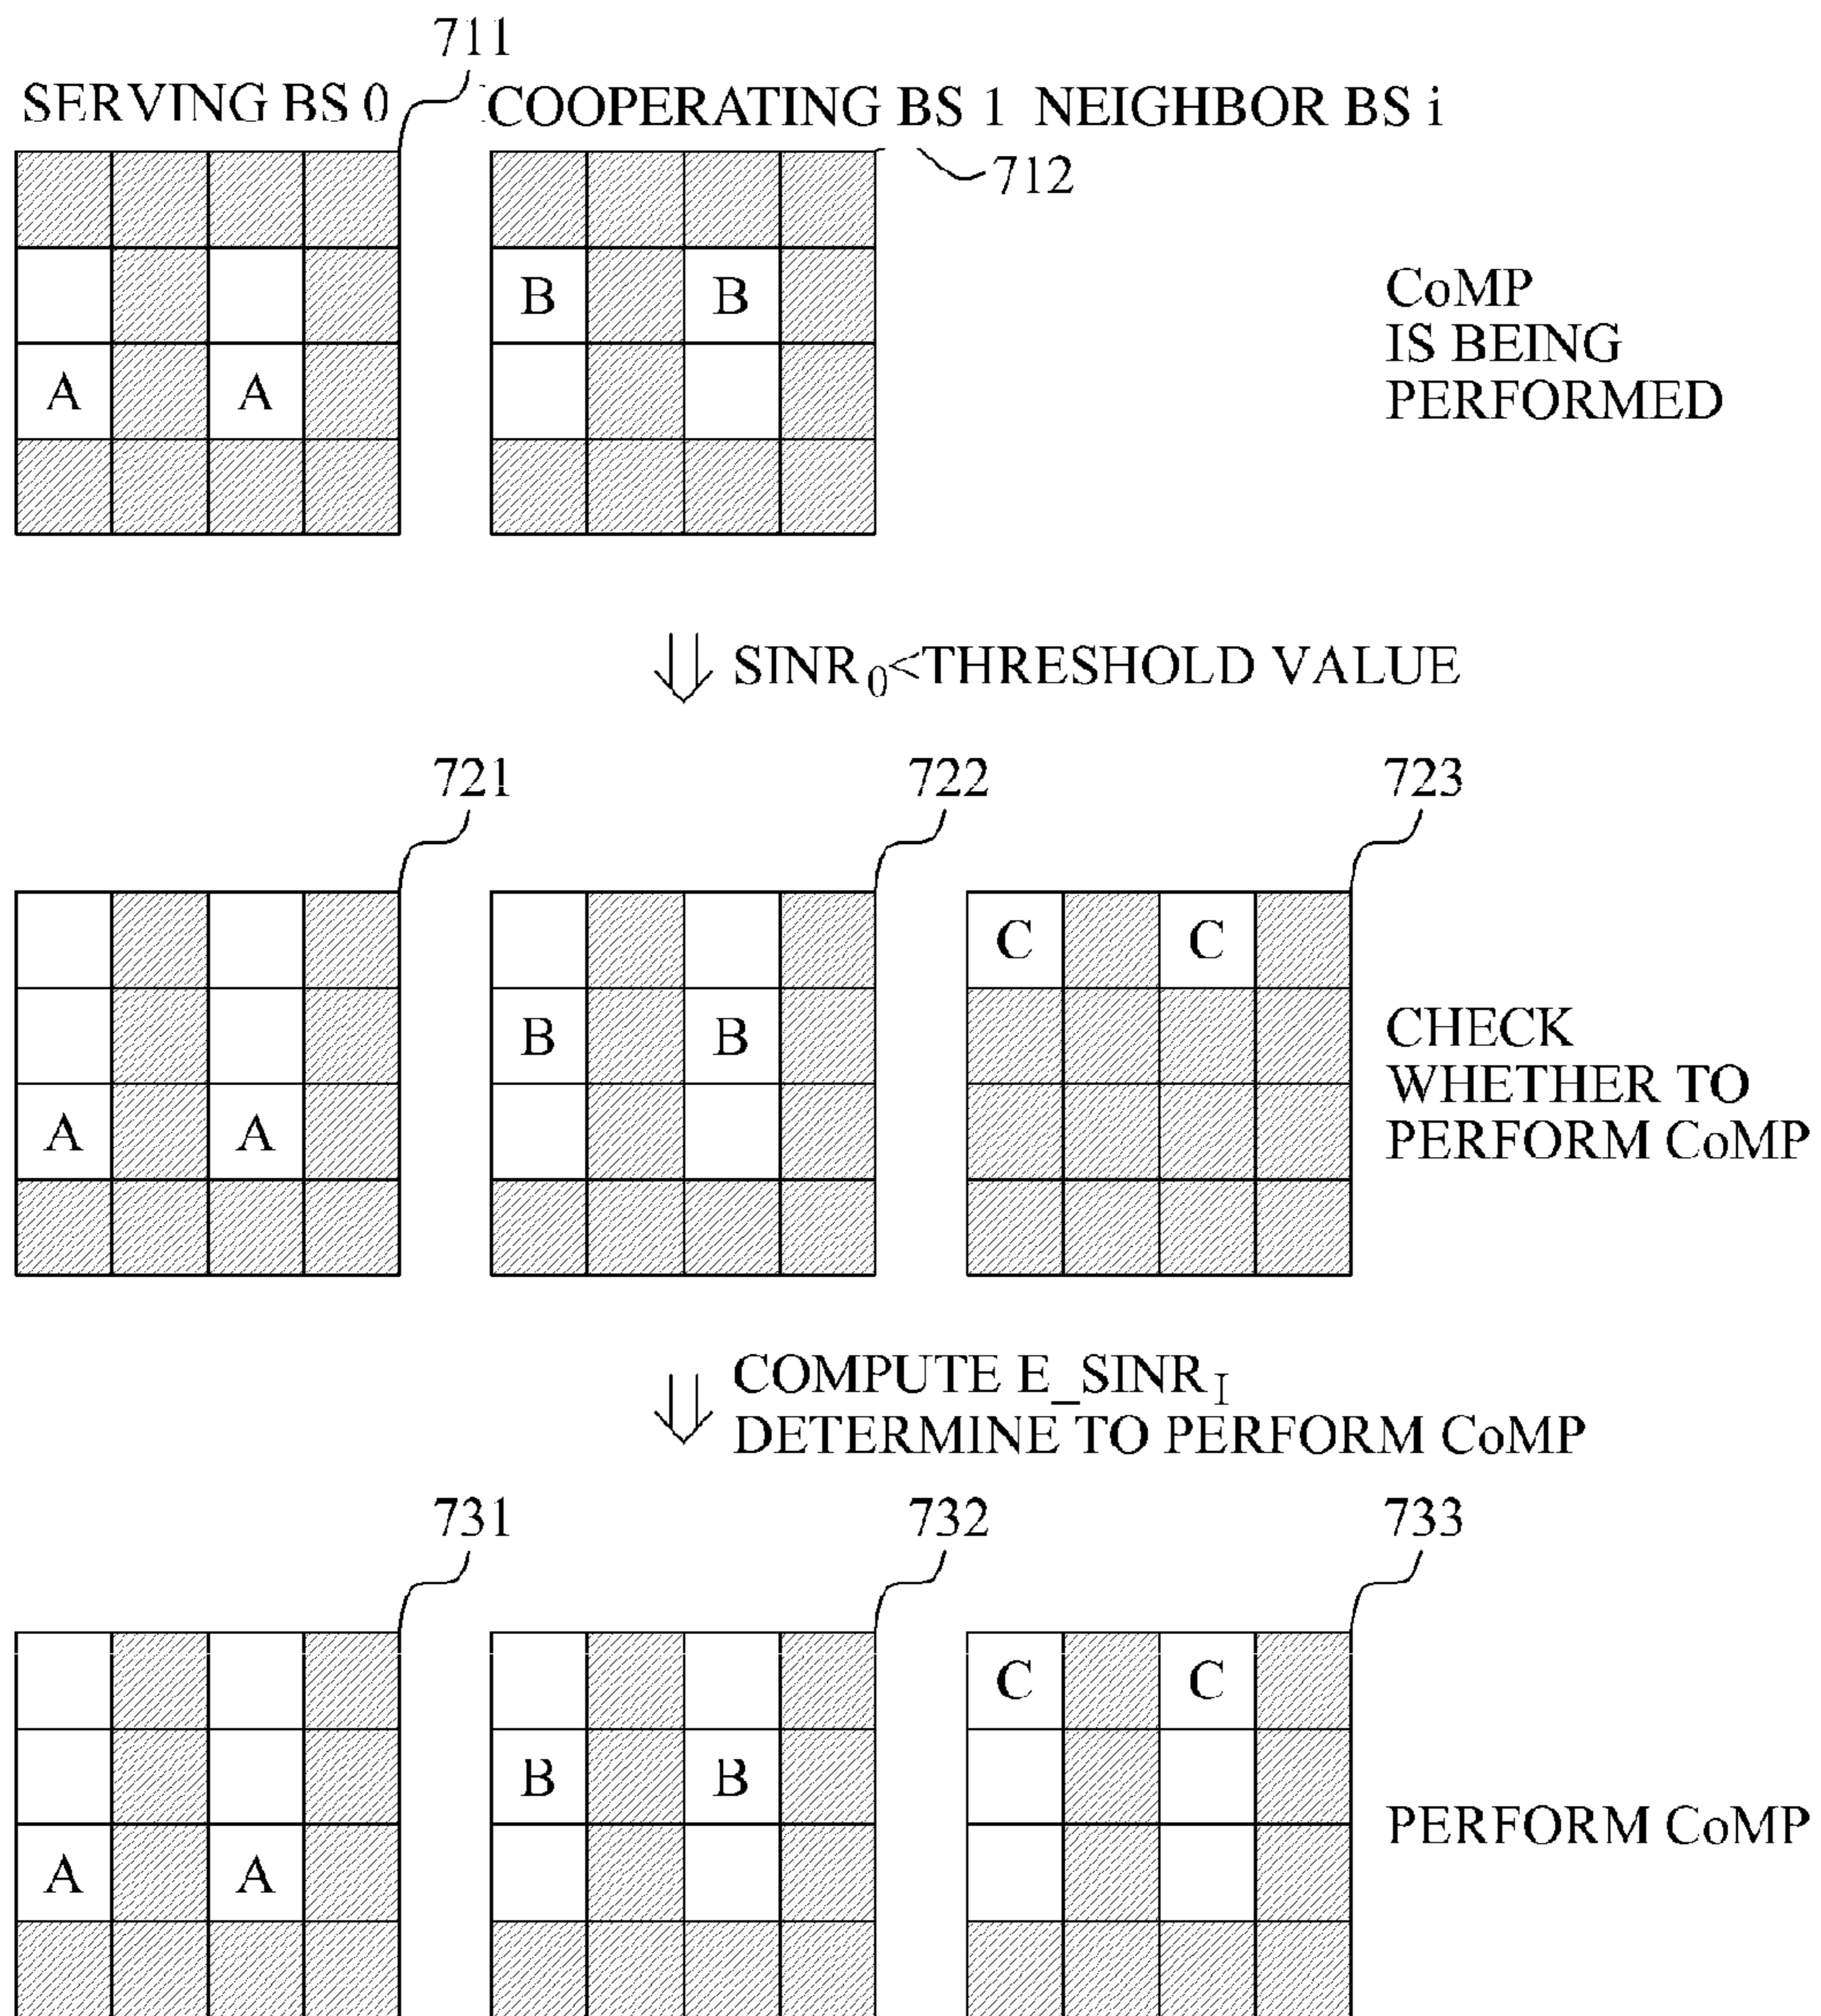 711
SERVING BS 0 COOPERATING BS 1 NEIGHBOR BS i
712
B B
A A
CoMP
IS BEING
PERFORMED
SINR0<THRESHOLD VALUE
721 722 723
C C
B B
A A
CHECK
WHETHER TO
PERFORM CoMP
COMPUTE E_SINRI
DETERMINE TO PERFORM CoMP
731 732 733
C C
B B
A A
PERFORM CoMP